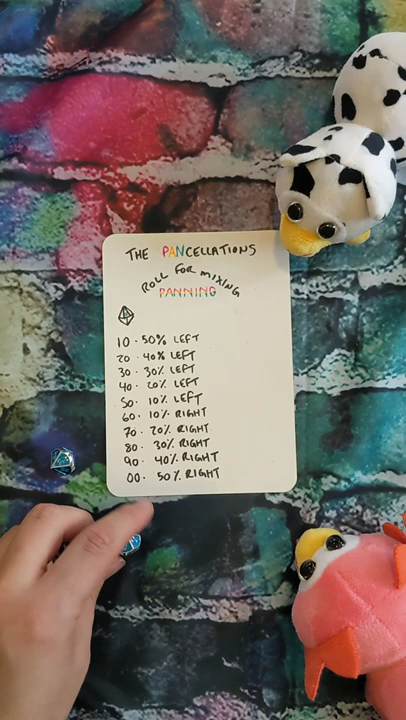 THE PANCELLATIONS
ROLL FOR MIXING
PANNING
10 · 50% LEFT
20 · 40% LEFT
30 · 30% LEFT
40 · 20% LEFT
50 · 10% LEFT
60 · 10% RIGHT
70 · 20% RIGHT
80 · 30% RIGHT
90 · 40% RIGHT
00 · 50% RIGHT